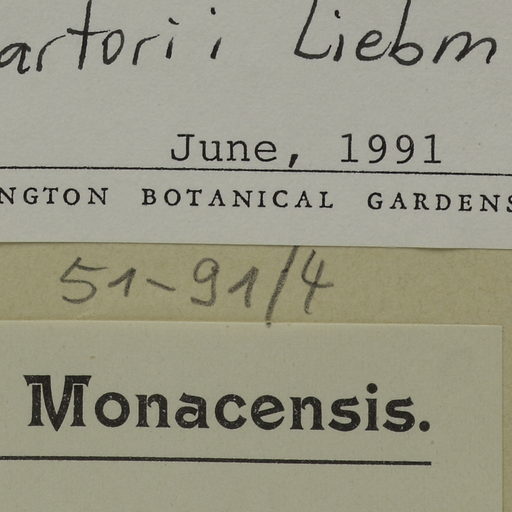 artorii Liebm
June, 1991
NGTON BOTANICAL GARDENS
51-91/4
Monacensis.